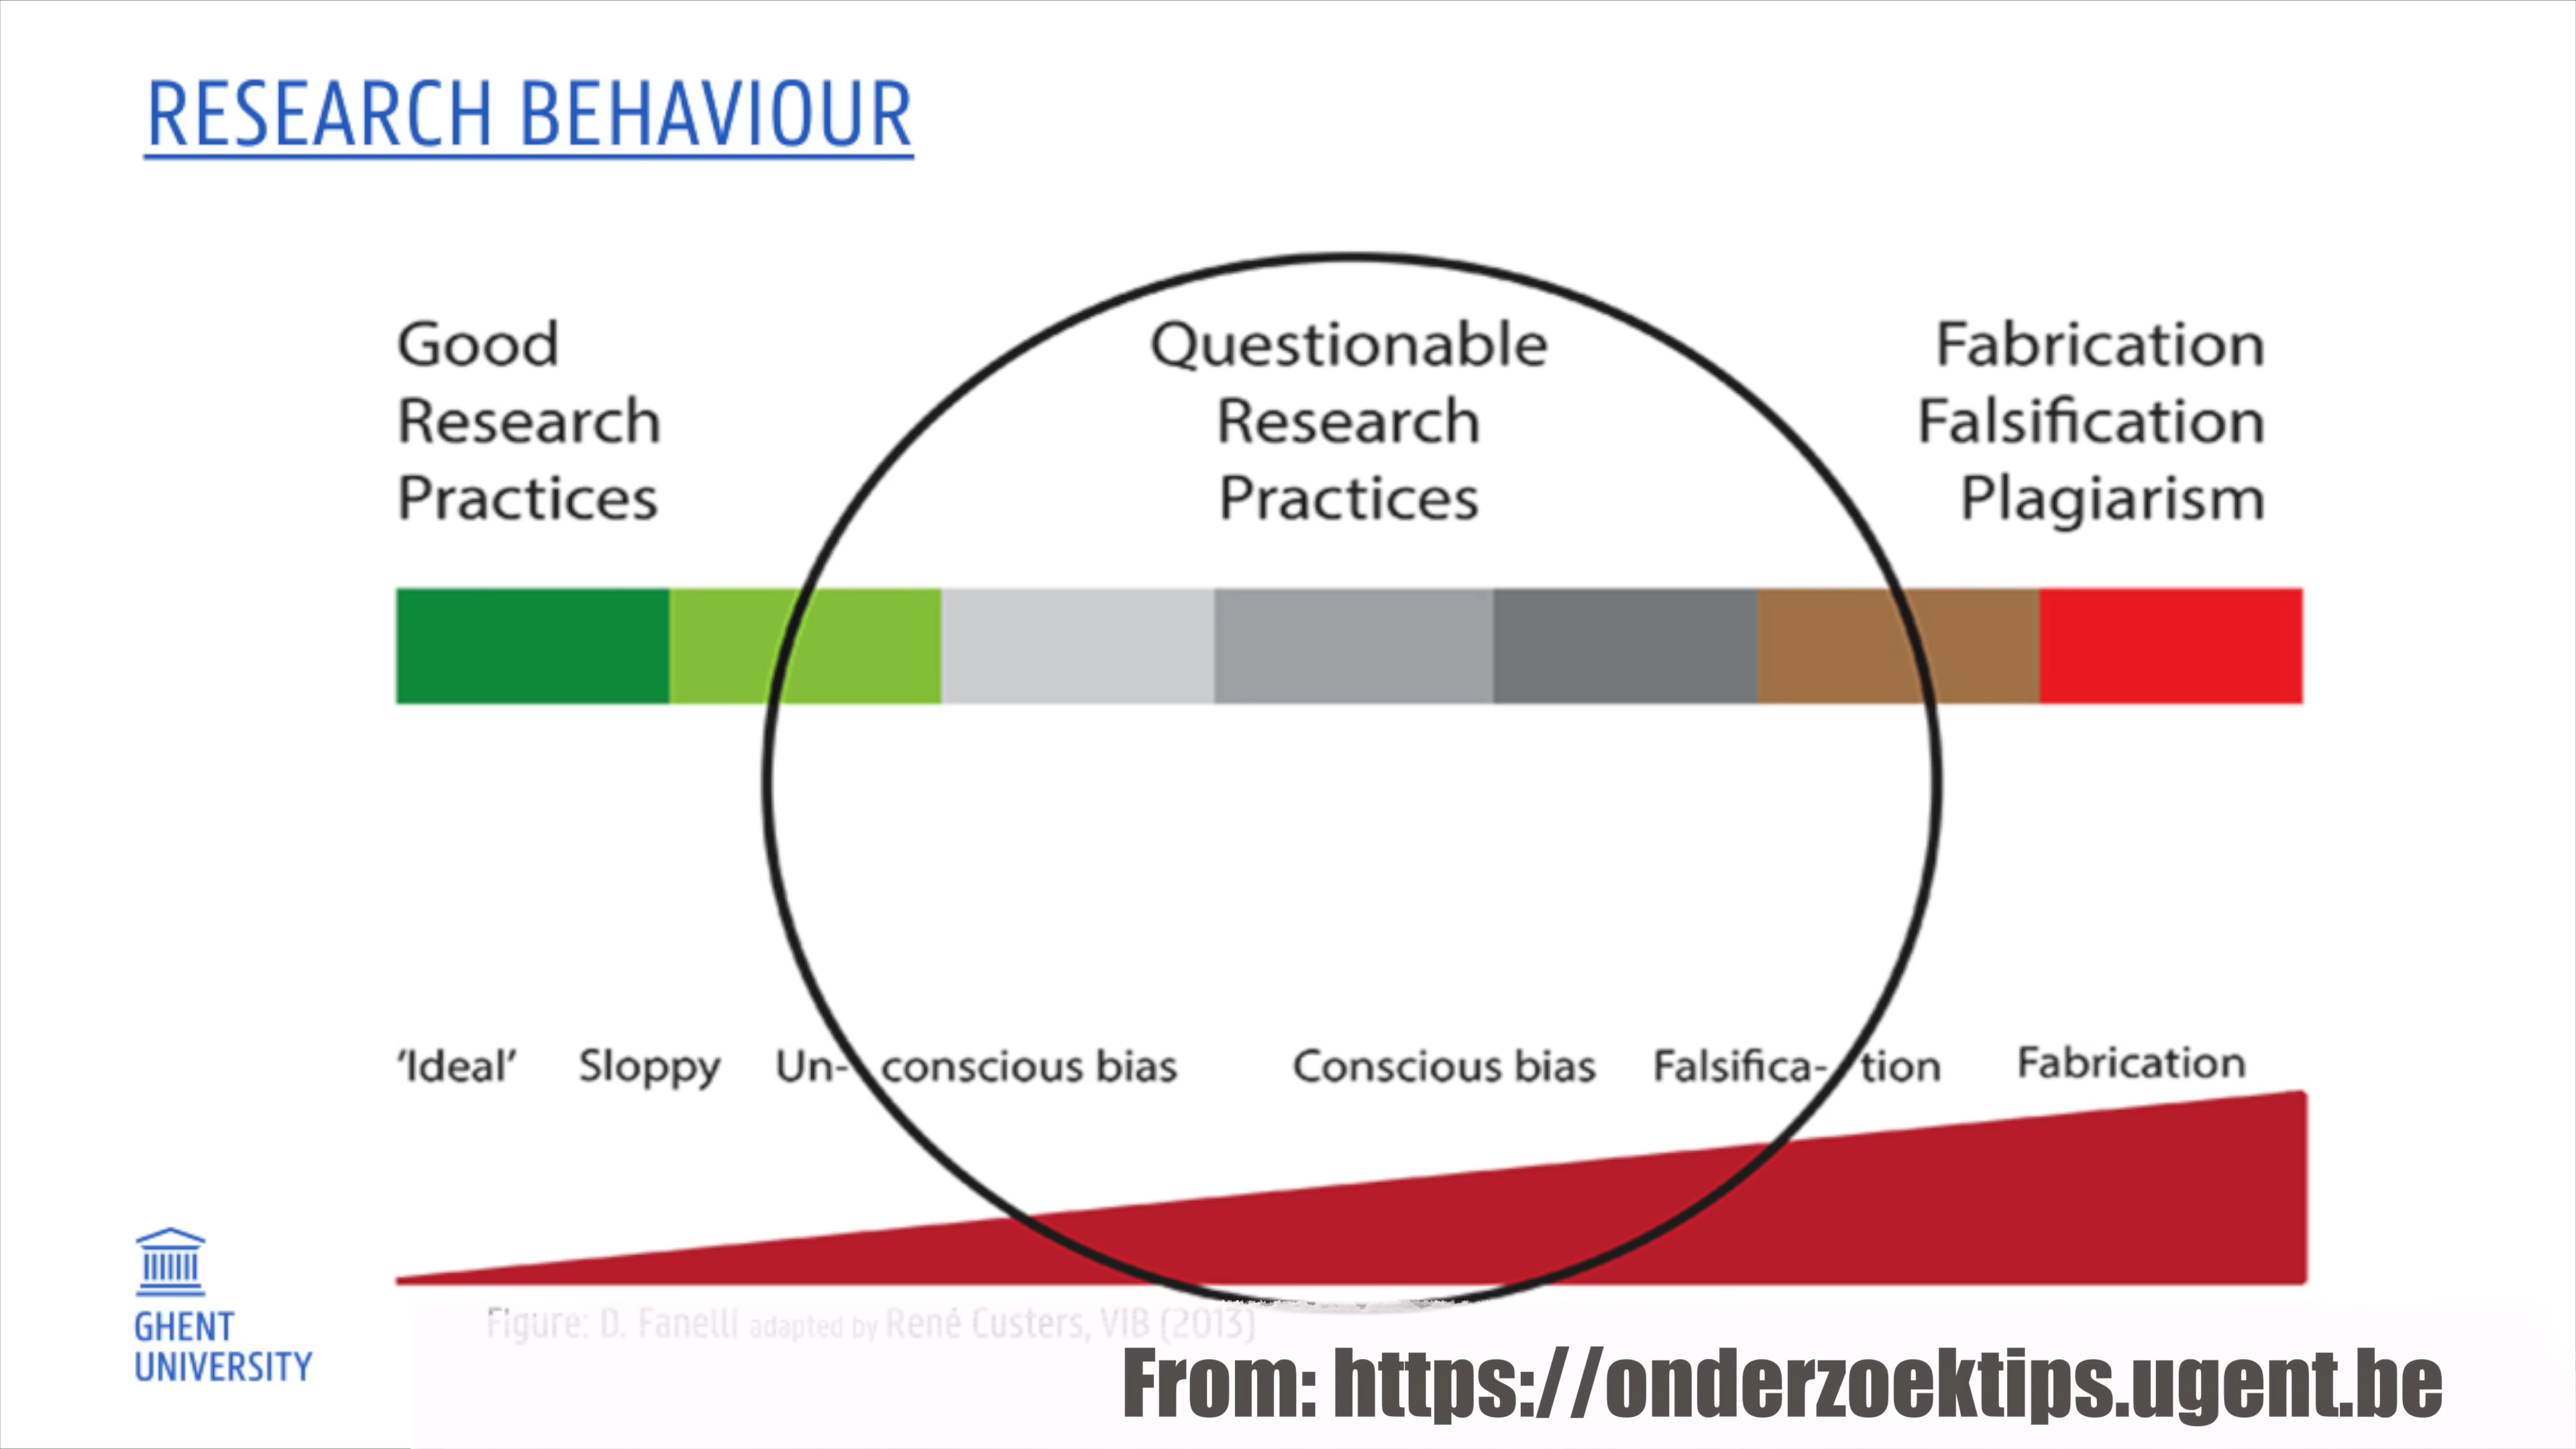 RESEARCH BEHAVIOUR
Good
Research
Practices
Questionable
Research
Practices
Fabrication
Falsification
Plagiarism
'Ideal' Sloppy Un- conscious bias Conscious bias Falsifica- tion Fabrication
Figure: D. Fanelli adapted by René Custers, VIB (2013)
GHENT
UNIVERSITY
From: https://onderzoektips.ugent.be